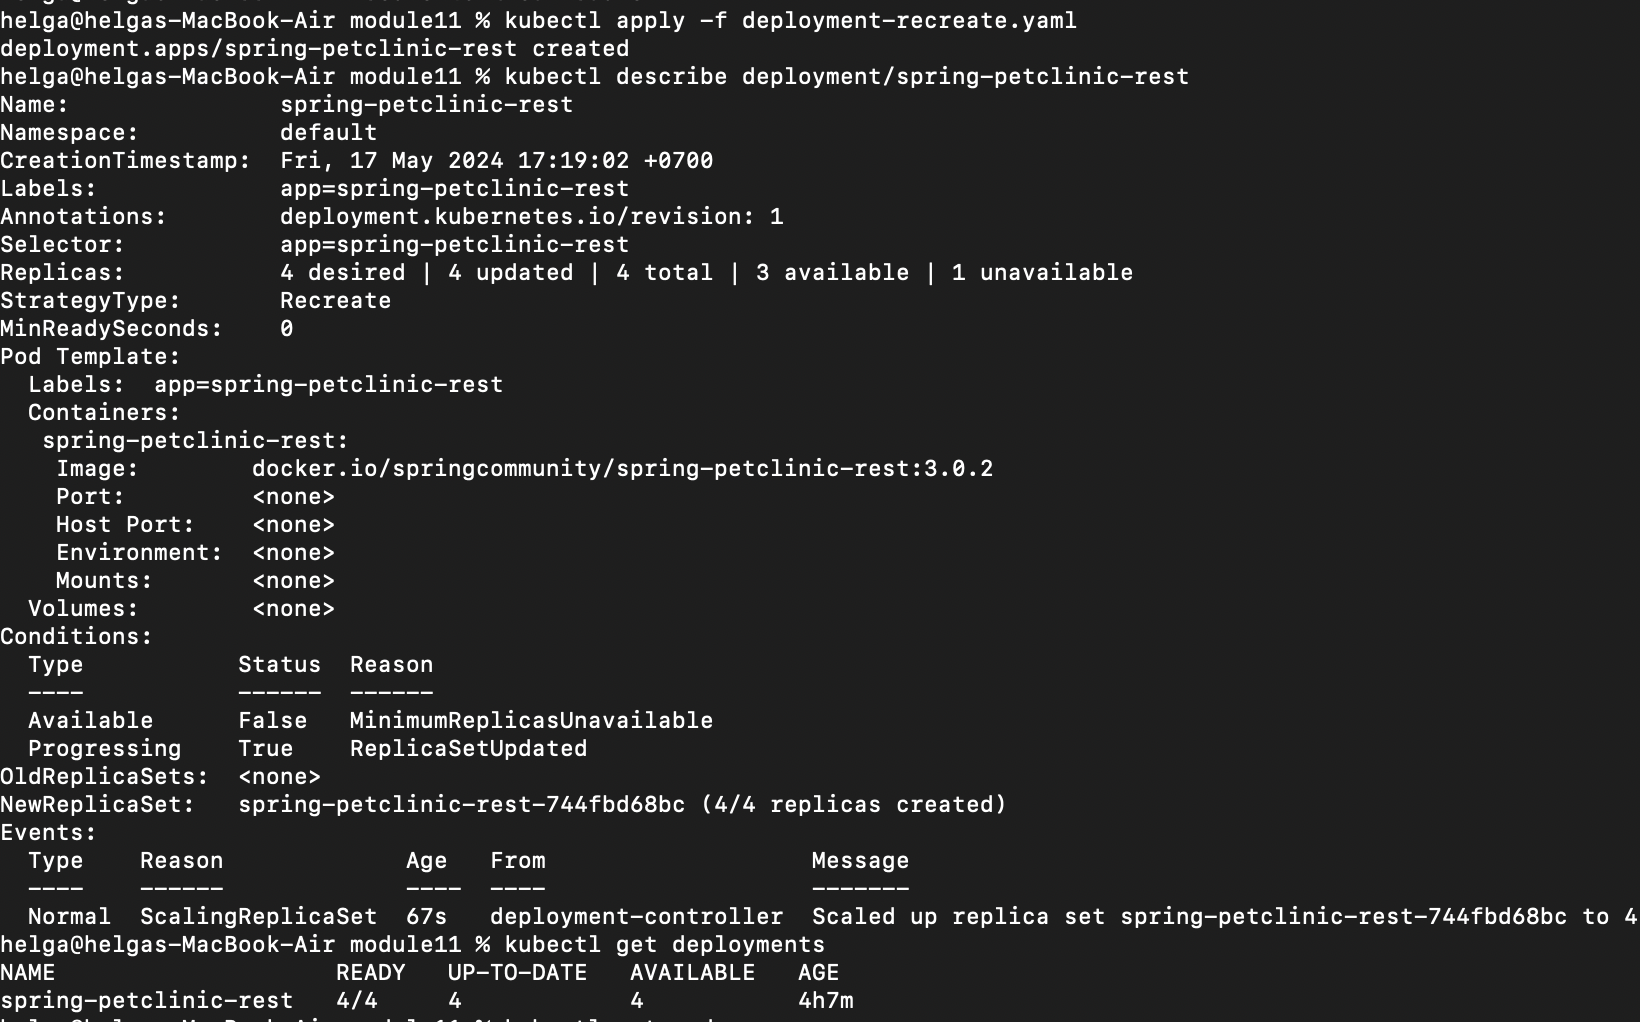 helga@helgas-MacBook-Air module11 % kubectl apply -f deployment-recreate.yaml
deployment.apps/spring-petclinic-rest created
helga@helgas-MacBook-Air module11 % kubectl describe deployment/spring-petclinic-rest
Name:               spring-petclinic-rest
Namespace:          default
CreationTimestamp:  Fri, 17 May 2024 17:19:02 +0700
Labels:             app=spring-petclinic-rest
Annotations:        deployment.kubernetes.io/revision: 1
Selector:           app=spring-petclinic-rest
Replicas:           4 desired | 4 updated | 4 total | 3 available | 1 unavailable
StrategyType:       Recreate
MinReadySeconds:    0
Pod Template:
  Labels:  app=spring-petclinic-rest
  Containers:
   spring-petclinic-rest:
    Image:        docker.io/springcommunity/spring-petclinic-rest:3.0.2
    Port:         <none>
    Host Port:    <none>
    Environment:  <none>
    Mounts:       <none>
  Volumes:        <none>
Conditions:
  Type           Status  Reason
  ----           ------  ------
  Available      False   MinimumReplicasUnavailable
  Progressing    True    ReplicaSetUpdated
OldReplicaSets:  <none>
NewReplicaSet:   spring-petclinic-rest-744fbd68bc (4/4 replicas created)
Events:
  Type    Reason             Age   From                   Message
  ----    ------             ----  ----                   -------
  Normal  ScalingReplicaSet  67s   deployment-controller  Scaled up replica set spring-petclinic-rest-744fbd68bc to 4
helga@helgas-MacBook-Air module11 % kubectl get deployments
NAME                    READY   UP-TO-DATE   AVAILABLE   AGE
spring-petclinic-rest   4/4     4            4           4h7m